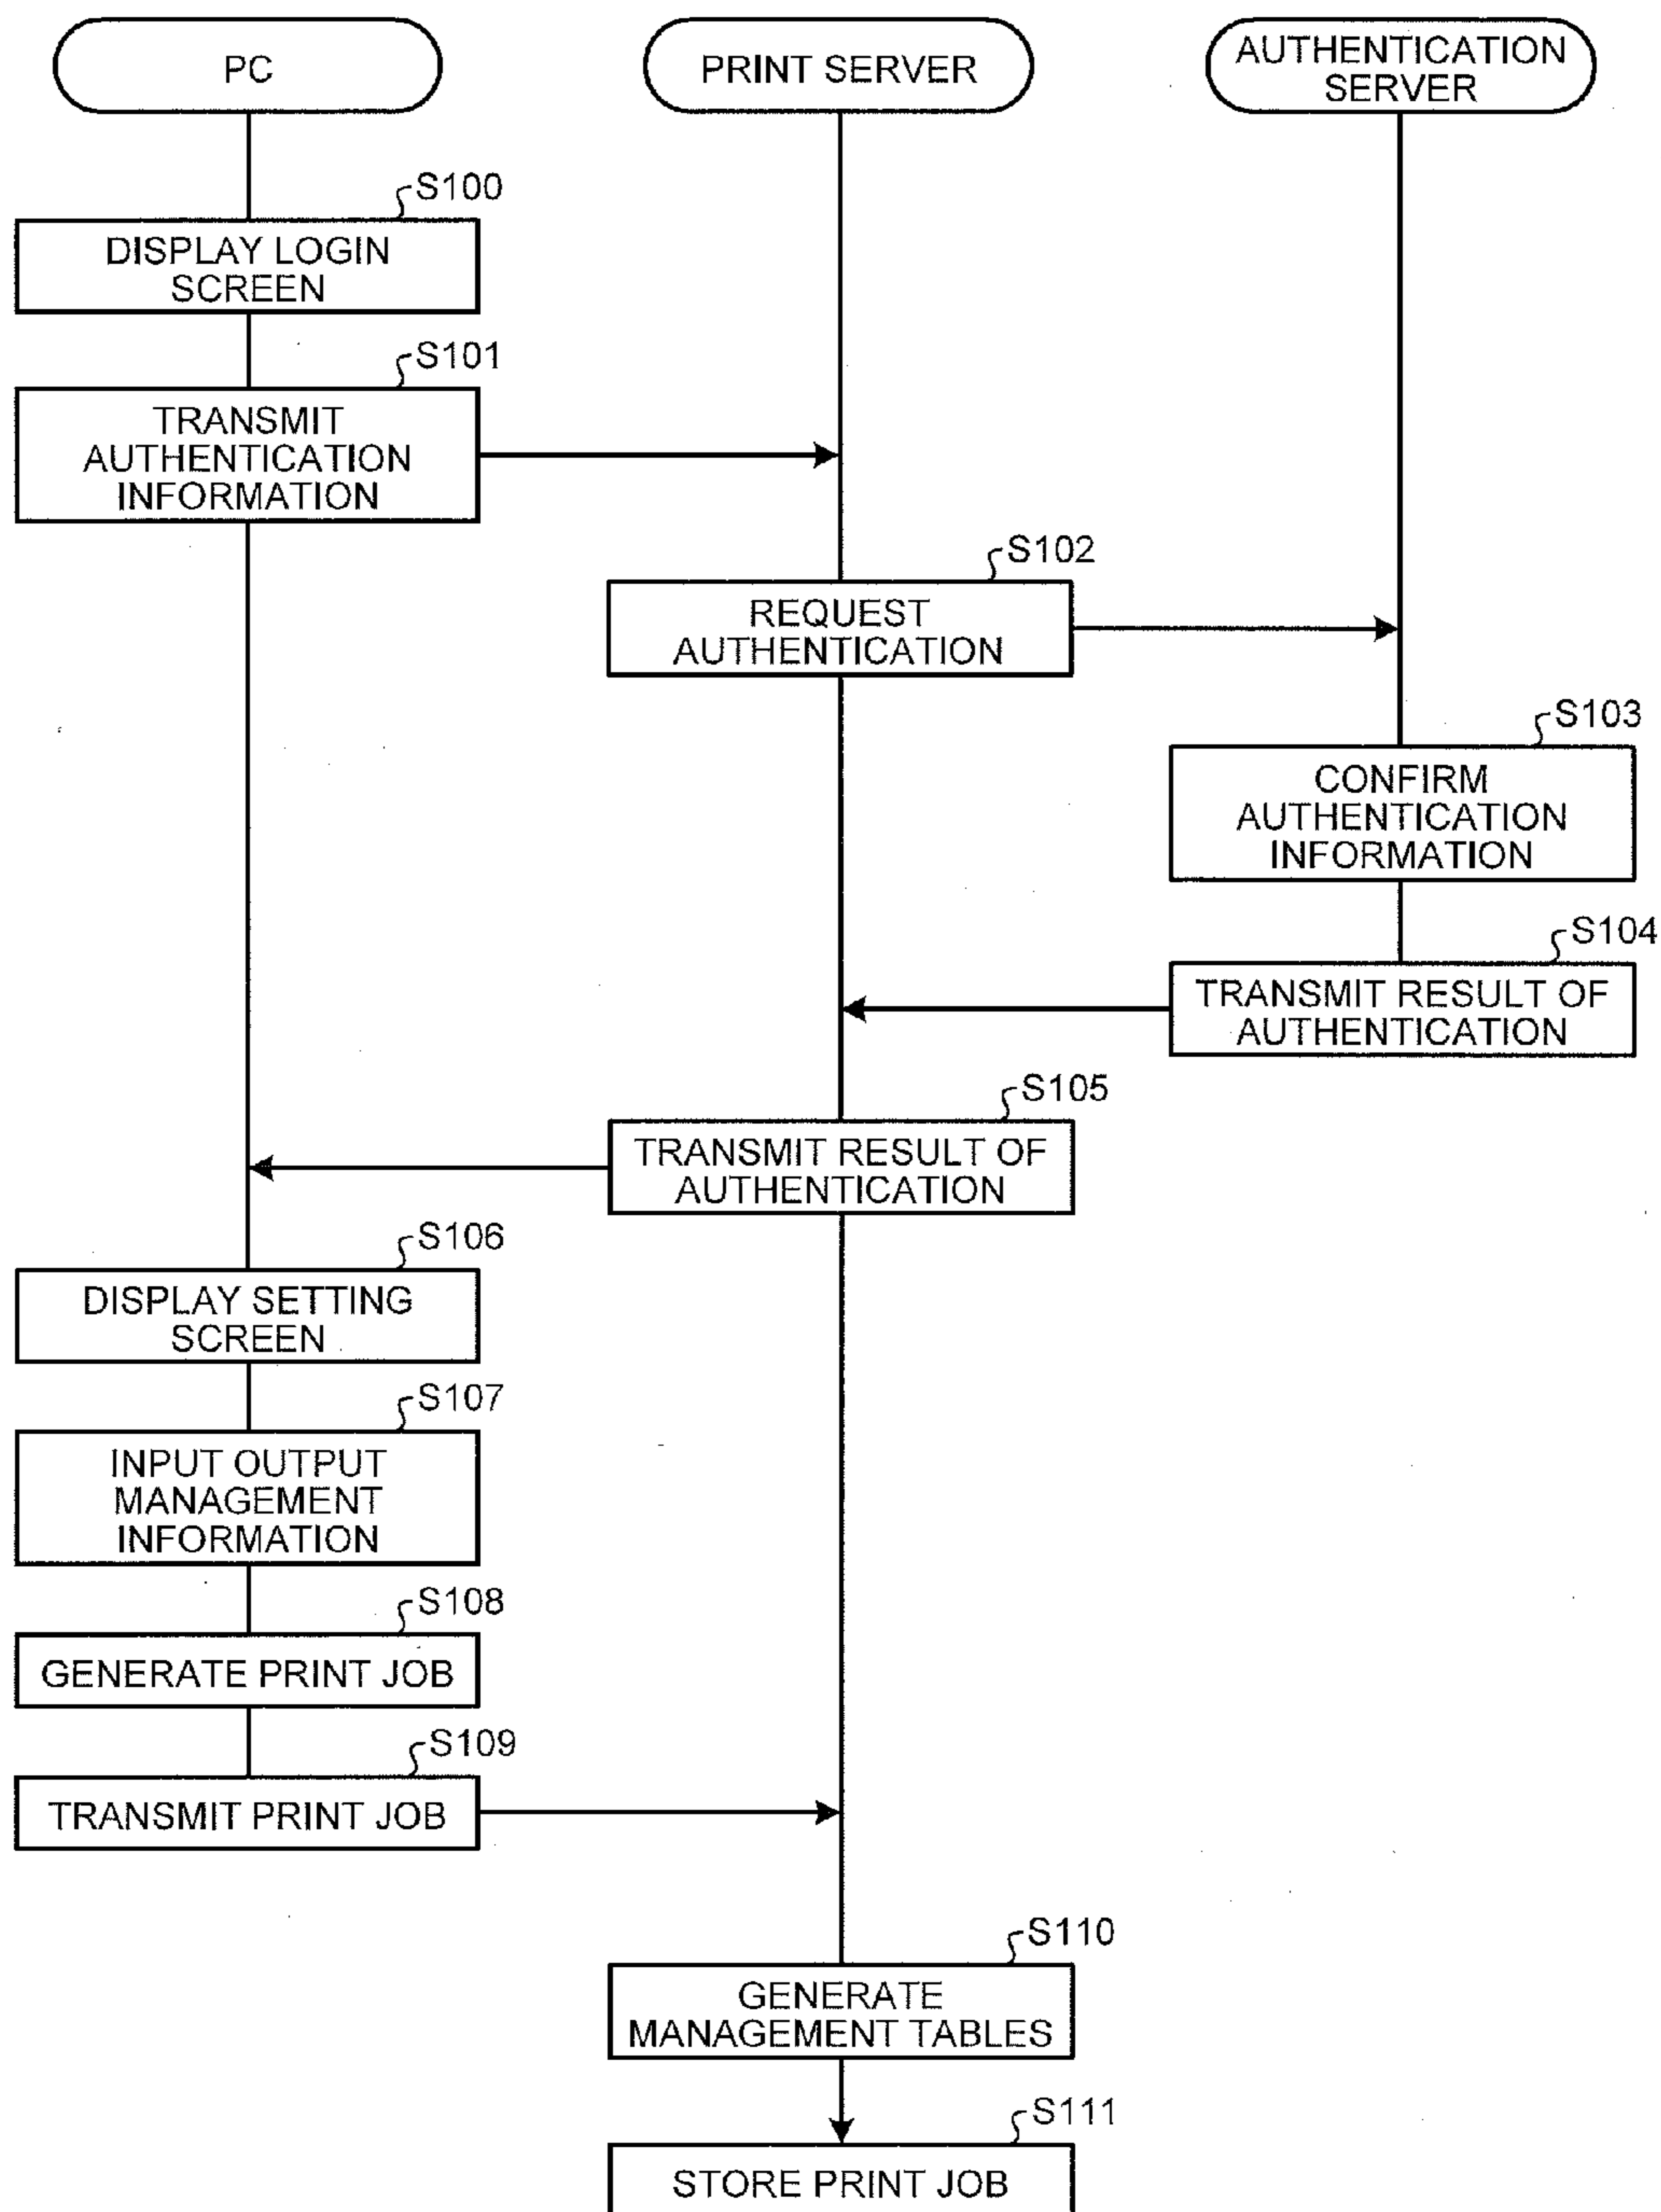 PC
PRINT SERVER
AUTHENTICATION
SERVER
S100
DISPLAY LOGIN
SCREEN
S101
TRANSMIT
AUTHENTICATION
INFORMATION
S102
REQUEST
AUTHENTICATION
S103
CONFIRM
AUTHENTICATION
INFORMATION
S104
TRANSMIT RESULT OF
AUTHENTICATION
S105
TRANSMIT RESULT OF
AUTHENTICATION
S106
DISPLAY SETTING
SCREEN
S107
INPUT OUTPUT
MANAGEMENT
INFORMATION
S108
GENERATE PRINT JOB
S109
TRANSMIT PRINT JOB
S110
GENERATE
MANAGEMENT TABLES
S111
STORE PRINT JOB